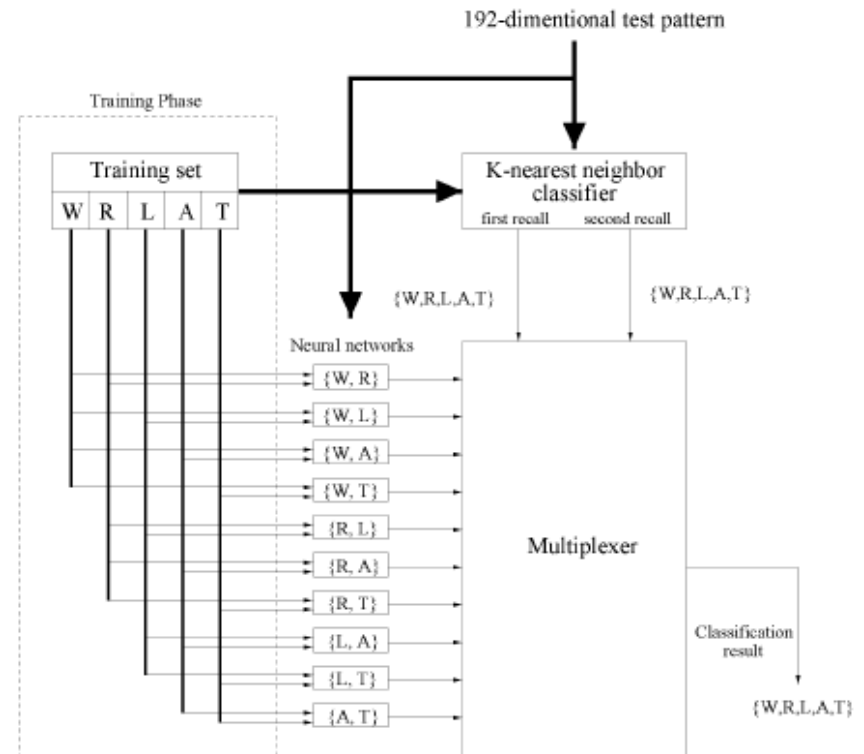 192-dimentional test pattern
Training Phase
Training set
W R L A T
K-nearest neighbor
classifier
first recall second recall
{W,R,L,A,T}
{W,R,L,A,T}
Neural networks
{W, R}
{W, L}
{W, A}
{W, T}
{R, L}
{R, A}
{R, T}
{L, A}
{L, T}
{A, T}
Multiplexer
Classification
result
{W,R,L,A,T}